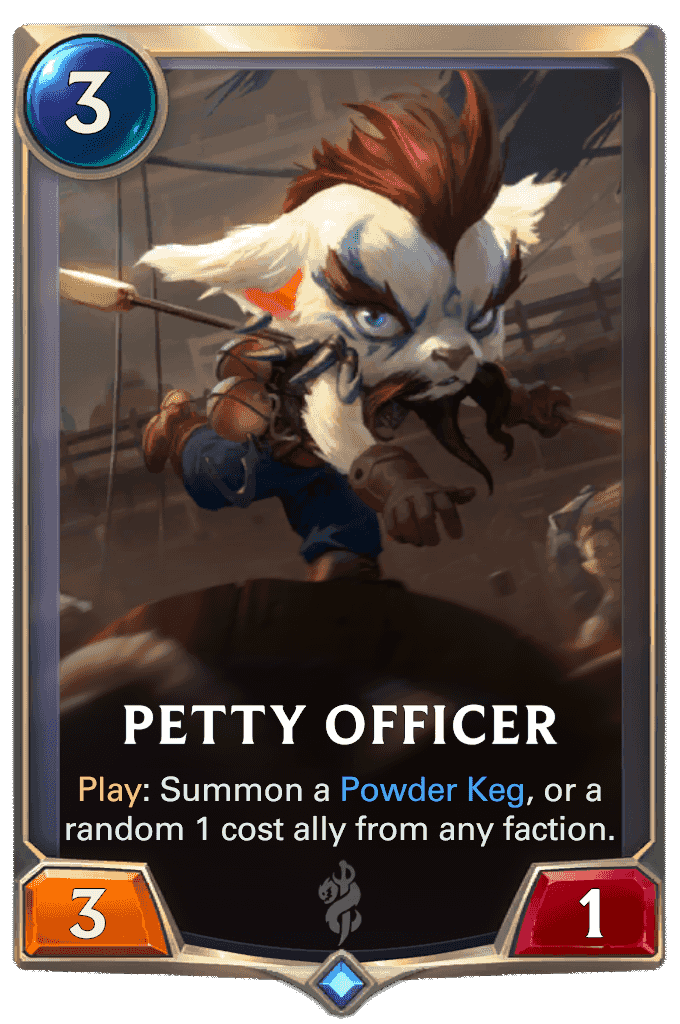 3
PETTY OFFICER
Play: Summon a Powder Keg, or a
random 1 cost ally from any faction.
3 1